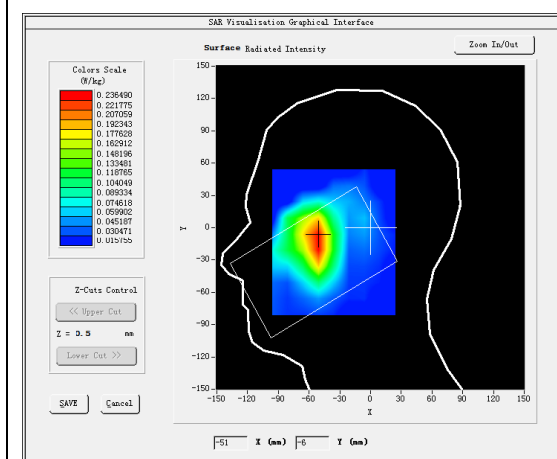 SAR Visualisation Graphical Interface
Surface Radiated Intensity
Zoom In/Out
Colors Scale
(W/kg)
0.236490
0.221775
0.207059
0.192343
0.177628
0.162912
0.148196
0.133481
0.118765
0.104049
0.089334
0.074618
0.059902
0.045187
0.030471
0.015755
150
120
90
60
30
0
-30
-60
-90
-120
-150
Y
-150 -120 -90 -60 -30 0 30 60 90 120 150
X
Z-Cuts Control
<< Upper Cut
Z = 0.5 mm
Lower Cut >>
SAVE Cancel
-51 X (mm) -6 Y (mm)